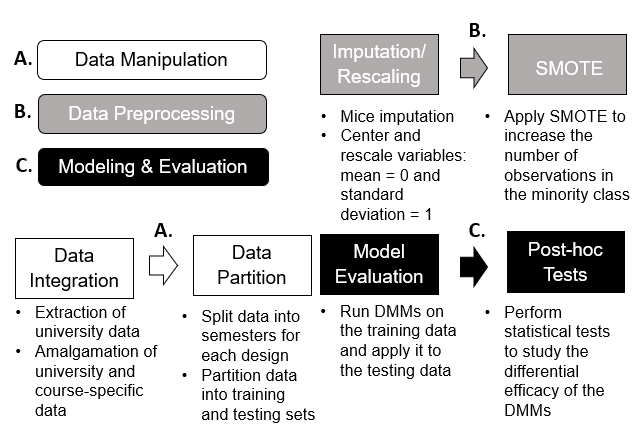 A. Data Manipulation
B. Data Preprocessing
C. Modeling & Evaluation
Imputation/
Rescaling
• Mice imputation
• Center and
rescale variables:
mean = 0 and
standard
deviation = 1
B.
SMOTE
• Apply SMOTE to
increase the
number of
observations in
the minority class
Data
Integration
• Extraction of
university data
• Amalgamation of
university and
course-specific
data
A.
Data
Partition
• Split data into
semesters for
each design
• Partition data
into training
and testing sets
Model
Evaluation
• Run DMMs on
the training data
and apply it to
the testing data
C.
Post-hoc
Tests
• Perform
statistical tests
to study the
differential
efficacy of the
DMMs